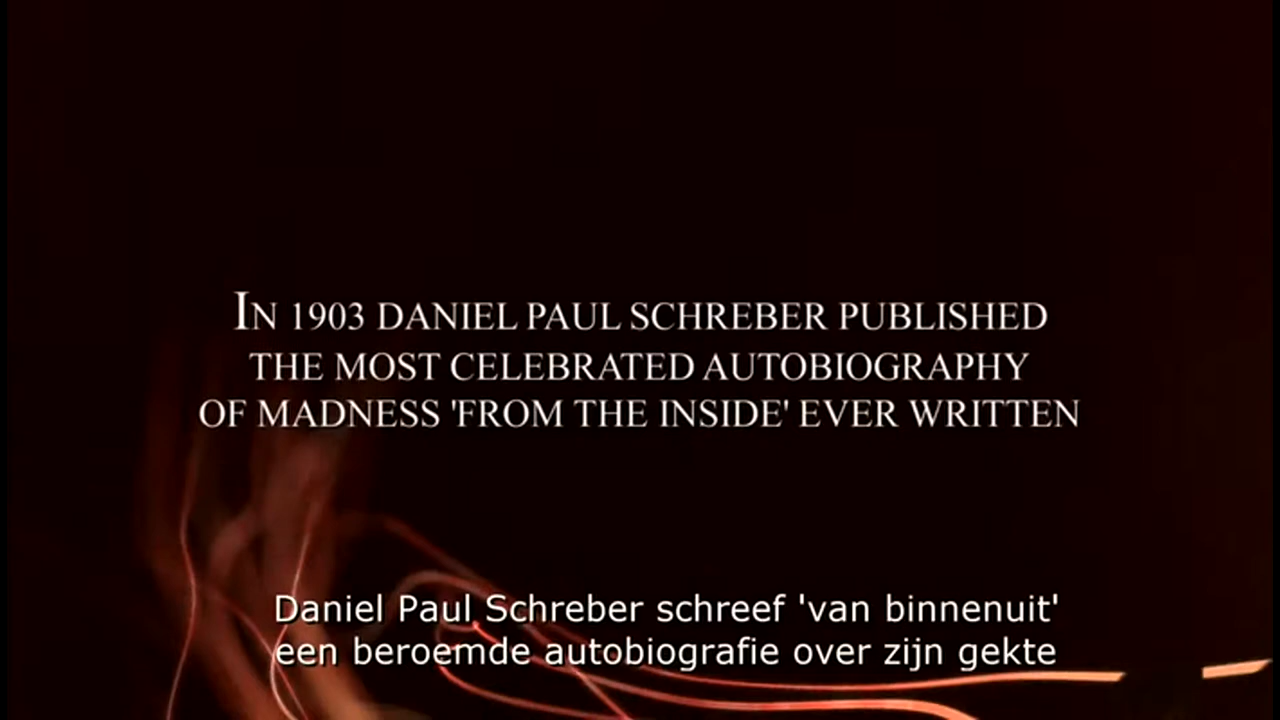 IN 1903 DANIEL PAUL SCHREBER PUBLISHED
THE MOST CELEBRATED AUTOBIOGRAPHY
OF MADNESS 'FROM THE INSIDE' EVER WRITTEN
Daniel Paul Schreber schreef 'van binnenuit'
een beroemde autobiografie over zijn gekte